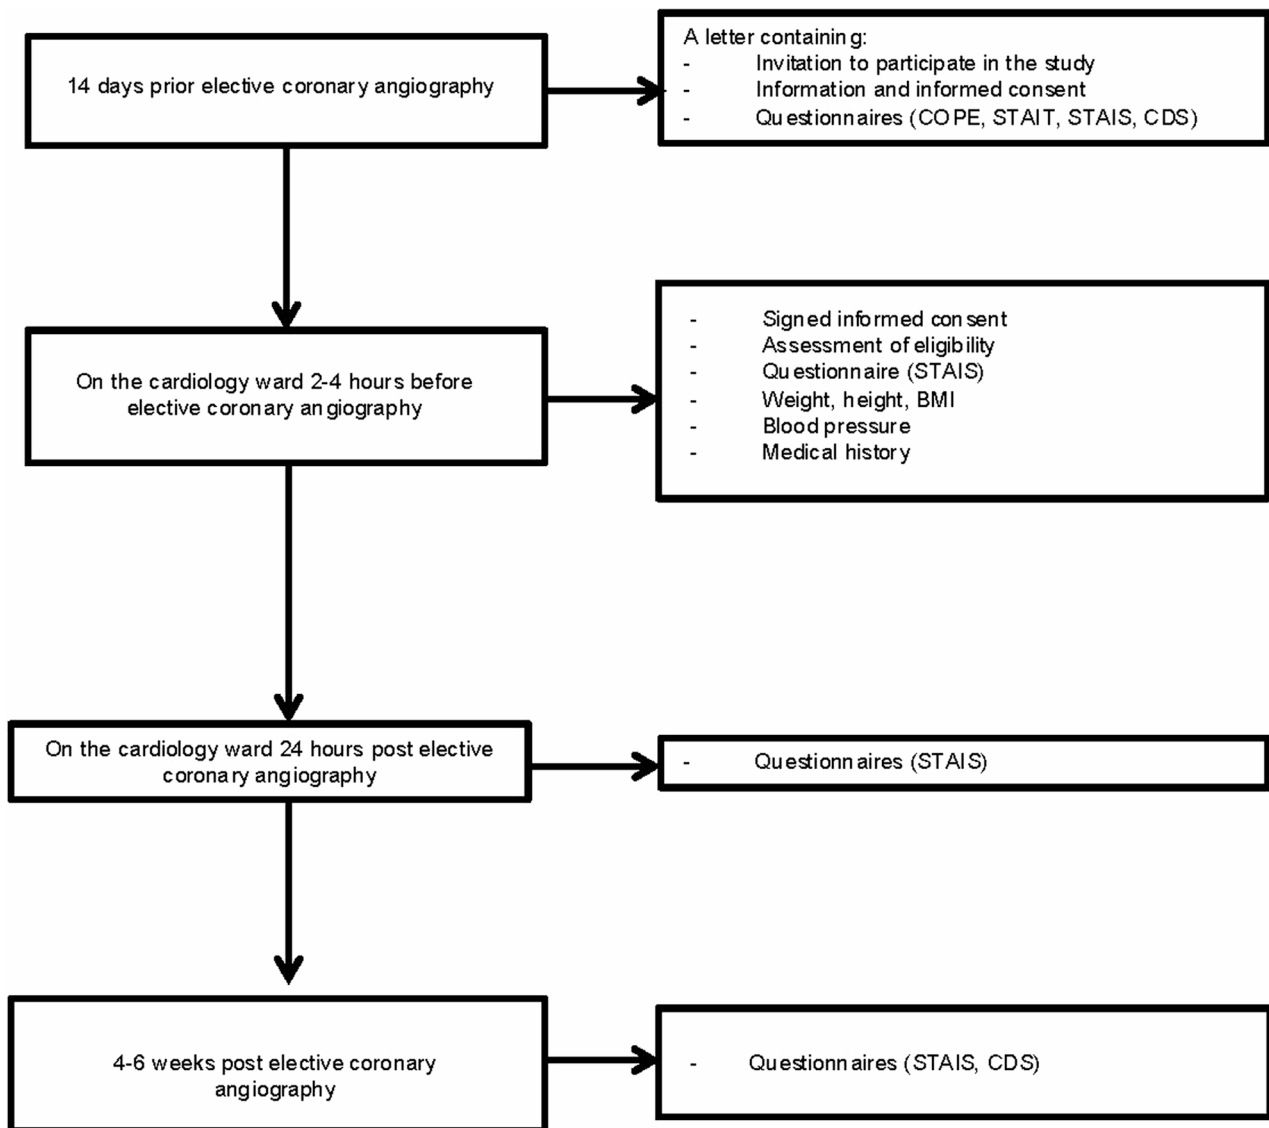 14 days prior elective coronary angiography
A letter containing:
- Invitation to participate in the study
- Information and informed consent
- Questionnaires (COPE, STAIT, STAIS, CDS)
On the cardiology ward 2-4 hours before
elective coronary angiography
- Signed informed consent
- Assessment of eligibility
- Questionnaire (STAIS)
- Weight, height, BMI
- Blood pressure
- Medical history
On the cardiology ward 24 hours post elective
coronary angiography
- Questionnaires (STAIS)
4-6 weeks post elective coronary
angiography
- Questionnaires (STAIS, CDS)